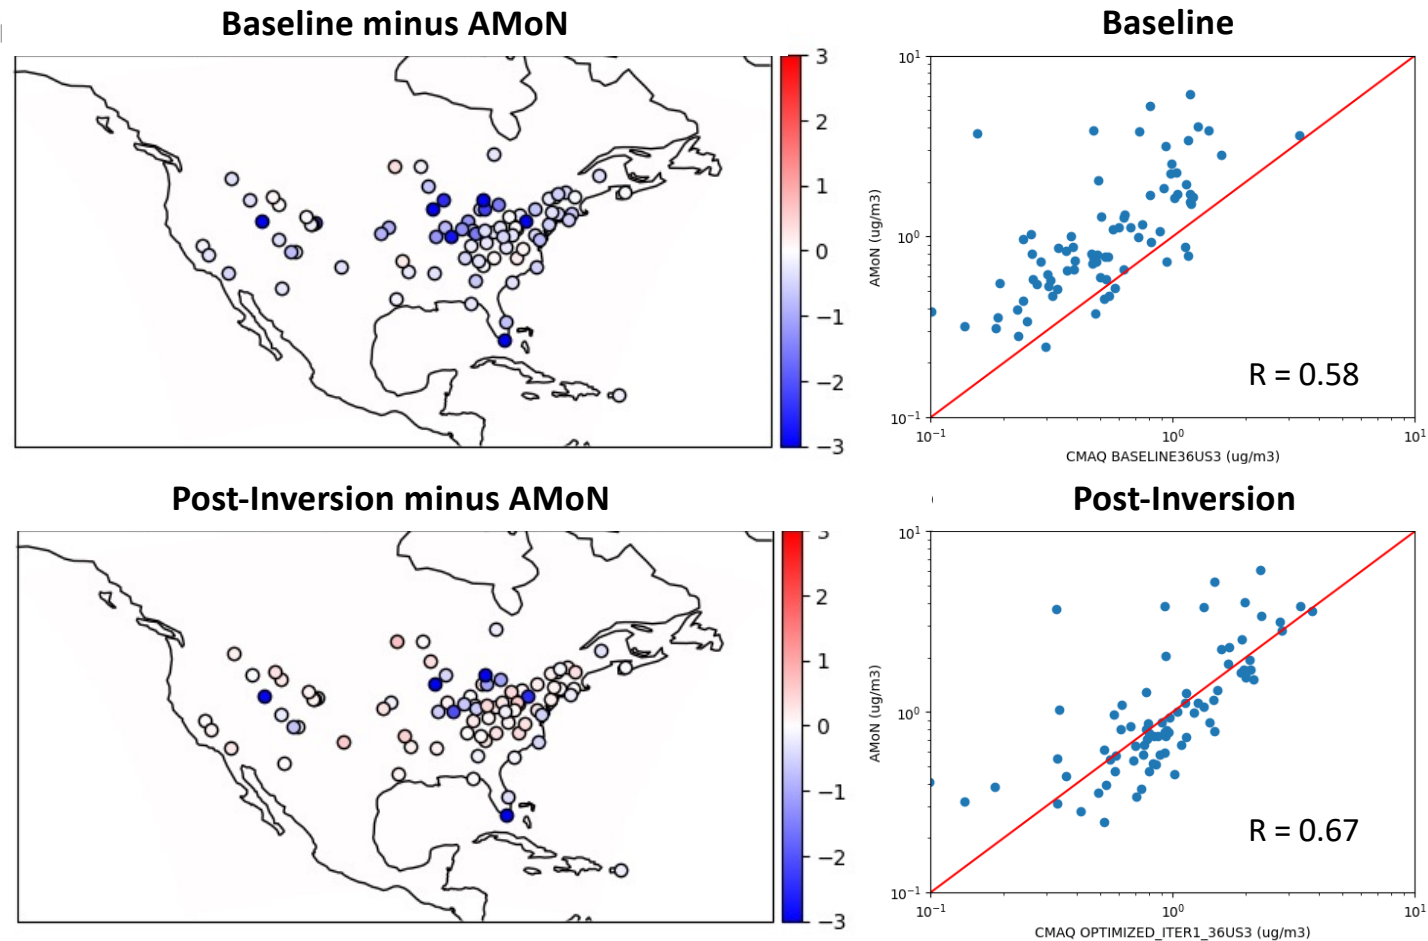 Baseline minus AMoN
3
2
1
0
−1
−2
−3
Baseline
10¹
10⁰
10⁻¹
AMoN (ug/m3)
R = 0.58
10⁻¹
10⁰
10¹
CMAQ BASELINE36US3 (ug/m3)
Post-Inversion minus AMoN
3
2
1
0
−1
−2
−3
Post-Inversion
10¹
10⁰
10⁻¹
AMoN (ug/m3)
R = 0.67
10⁻¹
10⁰
10¹
CMAQ OPTIMIZED_ITER1_36US3 (ug/m3)